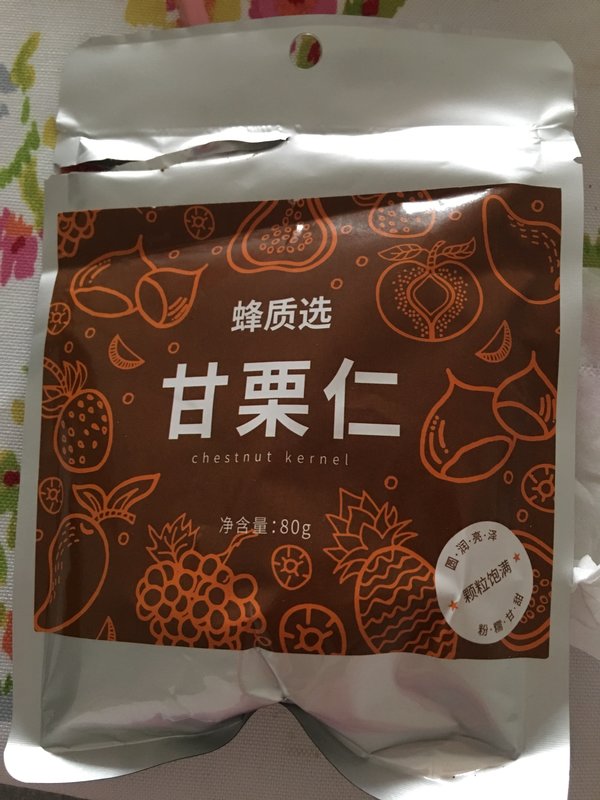 蜂质选
甘栗仁
chestnut kernel
净含量:80g
圆·润·亮·泽
颗粒饱满
粉·糯·甘·甜